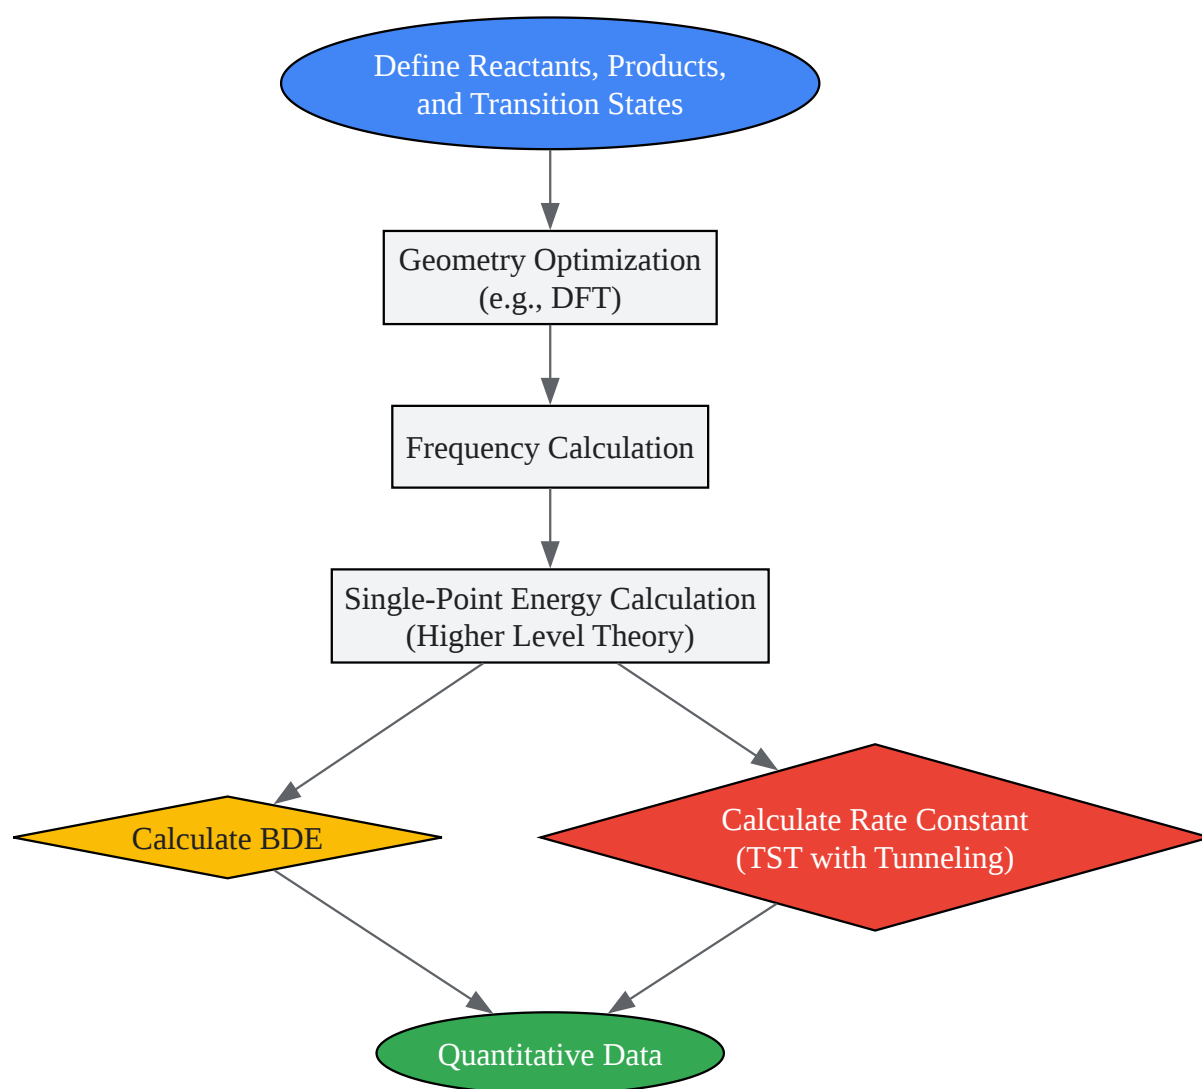 Define Reactants, Products,
and Transition States
Geometry Optimization
(e.g., DFT)
Frequency Calculation
Single-Point Energy Calculation
(Higher Level Theory)
Calculate BDE
Calculate Rate Constant
(TST with Tunneling)
Quantitative Data